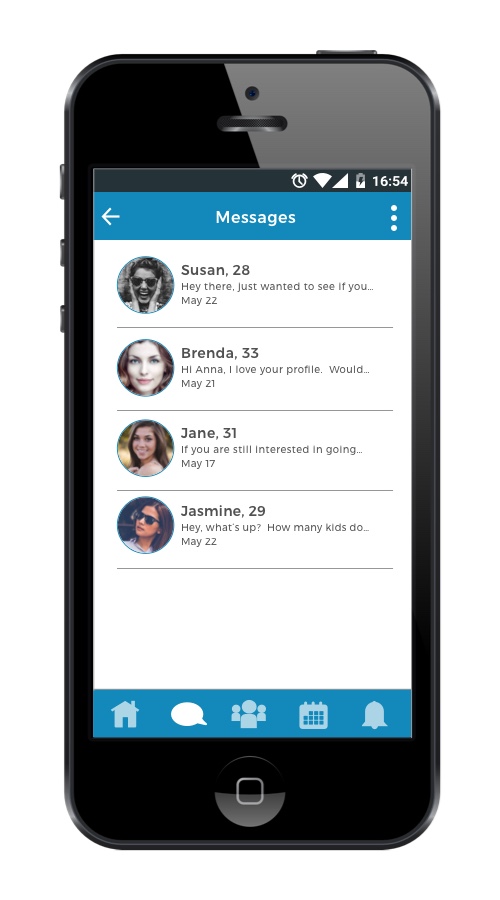 16:54
Messages
Susan, 28
Hey there, just wanted to see if you...
May 22
Brenda, 33
Hi Anna, I love your profile.  Would...
May 21
Jane, 31
If you are still interested in going...
May 17
Jasmine, 29
Hey, what's up?  How many kids do...
May 22